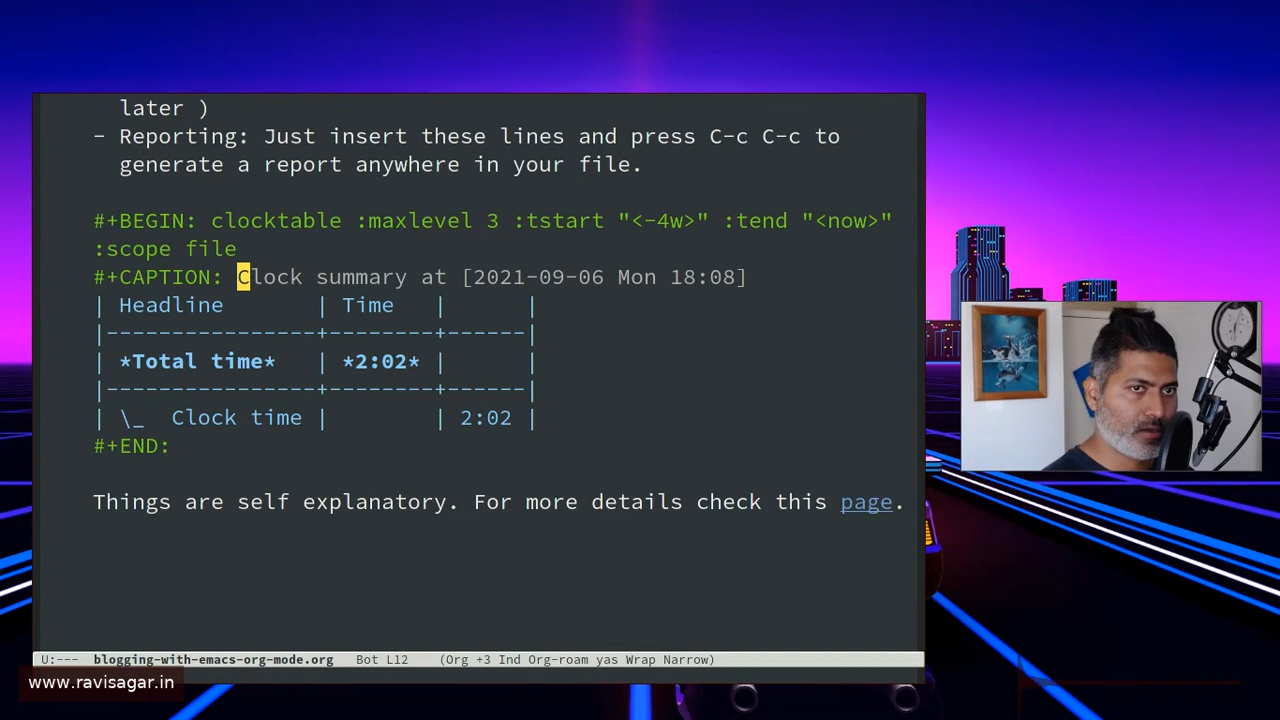 later )
- Reporting: Just insert these lines and press C-c C-c to
generate a report anywhere in your file.
#+BEGIN: clocktable :maxlevel 3 :tstart "<-4w>" :tend "<now>"
:scope file
#+CAPTION: Clock summary at [2021-09-06 Mon 18:08]
| Headline | Time | |
|----------------+--------+------|
| *Total time* | *2:02* | |
|----------------+--------+------|
| \_ Clock time | | 2:02 |
#+END:
Things are self explanatory. For more details check this page.
U:--- blogging-with-emacs-org-mode.org Bot L12 (Org +3 Ind Org-roam yas Wrap Narrow)
www.ravisagar.in